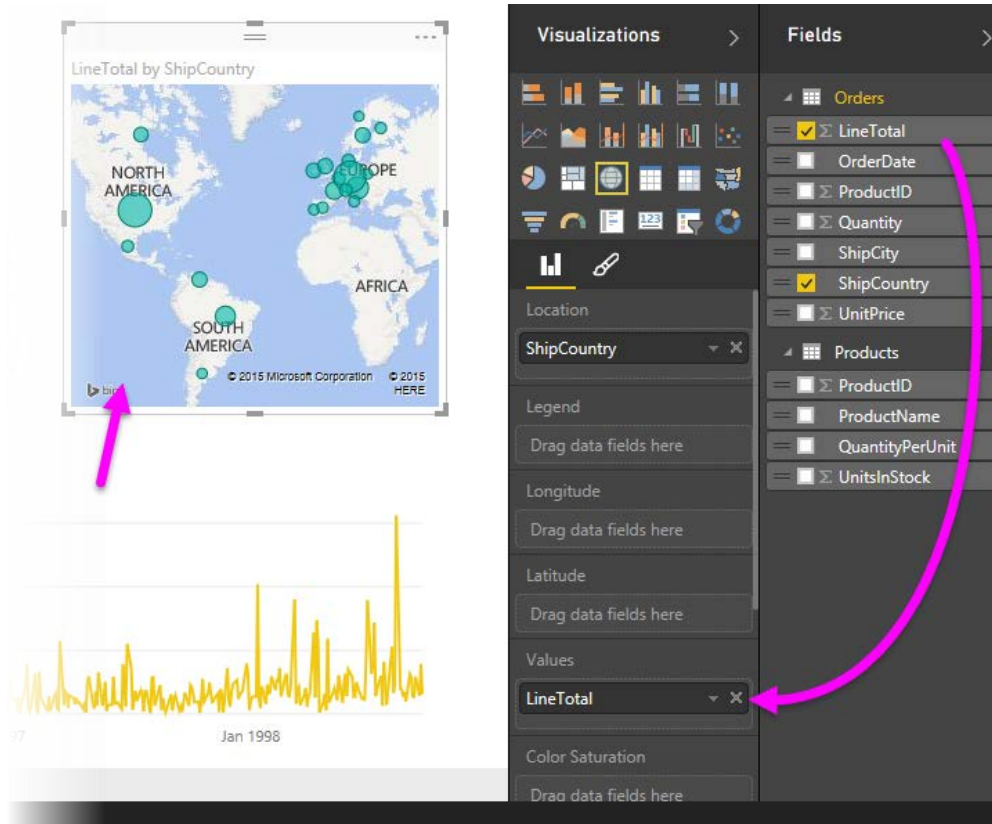 LineTotal by ShipCountry
NORTH
AMERICA
EUROPE
AFRICA
SOUTH
AMERICA
© 2015 Microsoft Corporation
© 2015
HERE
Jan 1998
Visualizations
123
Location
ShipCountry
Legend
Drag data fields here
Longitude
Drag data fields here
Latitude
Drag data fields here
Values
LineTotal
Color Saturation
Drag data fields here
Fields
Orders
LineTotal
OrderDate
ProductID
Quantity
ShipCity
ShipCountry
UnitPrice
Products
ProductID
ProductName
QuantityPerUnit
UnitsInStock